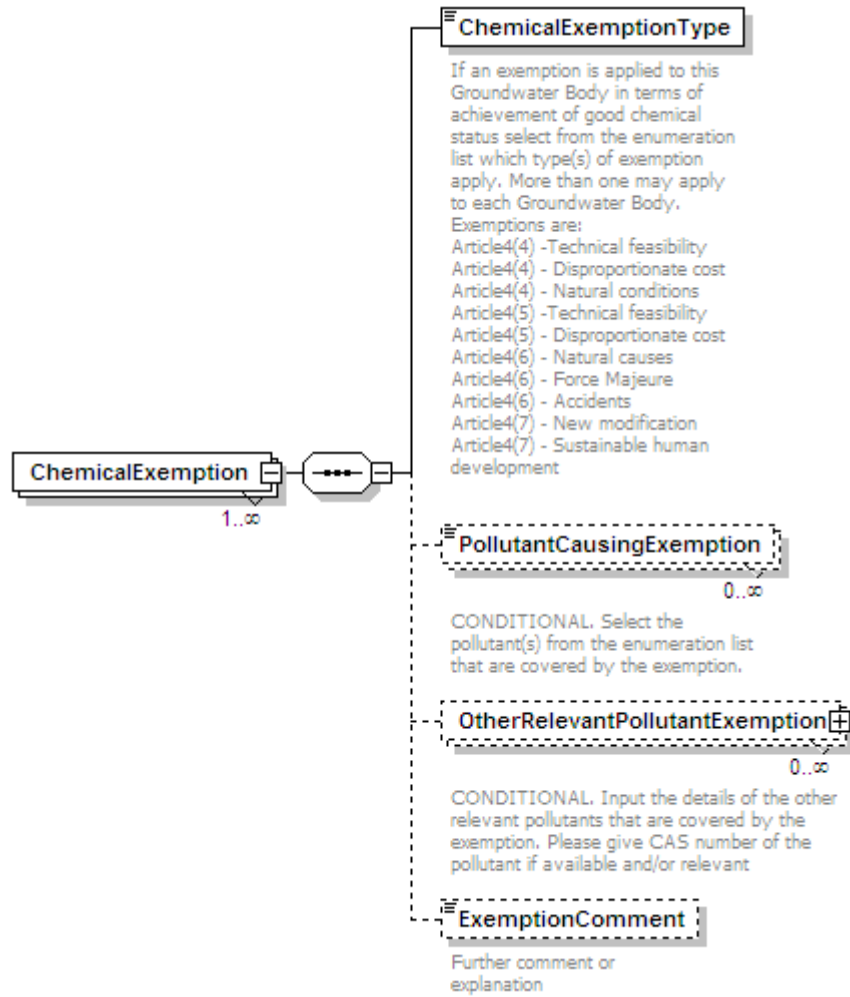 ChemicalExemptionType
If an exemption is applied to this
Groundwater Body in terms of
achievement of good chemical
status select from the enumeration
list which type(s) of exemption
apply. More than one may apply
to each Groundwater Body.
Exemptions are:
Article4(4) -Technical feasibility
Article4(4) - Disproportionate cost
Article4(4) - Natural conditions
Article4(5) -Technical feasibility
Article4(5) - Disproportionate cost
Article4(6) - Natural causes
Article4(6) - Force Majeure
Article4(6) - Accidents
Article4(7) - New modification
Article4(7) - Sustainable human
development
ChemicalExemption
1..∞
PollutantCausingExemption
0..∞
CONDITIONAL. Select the
pollutant(s) from the enumeration list
that are covered by the exemption.
OtherRelevantPollutantExemption
0..∞
CONDITIONAL. Input the details of the other
relevant pollutants that are covered by the
exemption. Please give CAS number of the
pollutant if available and/or relevant
ExemptionComment
Further comment or
explanation